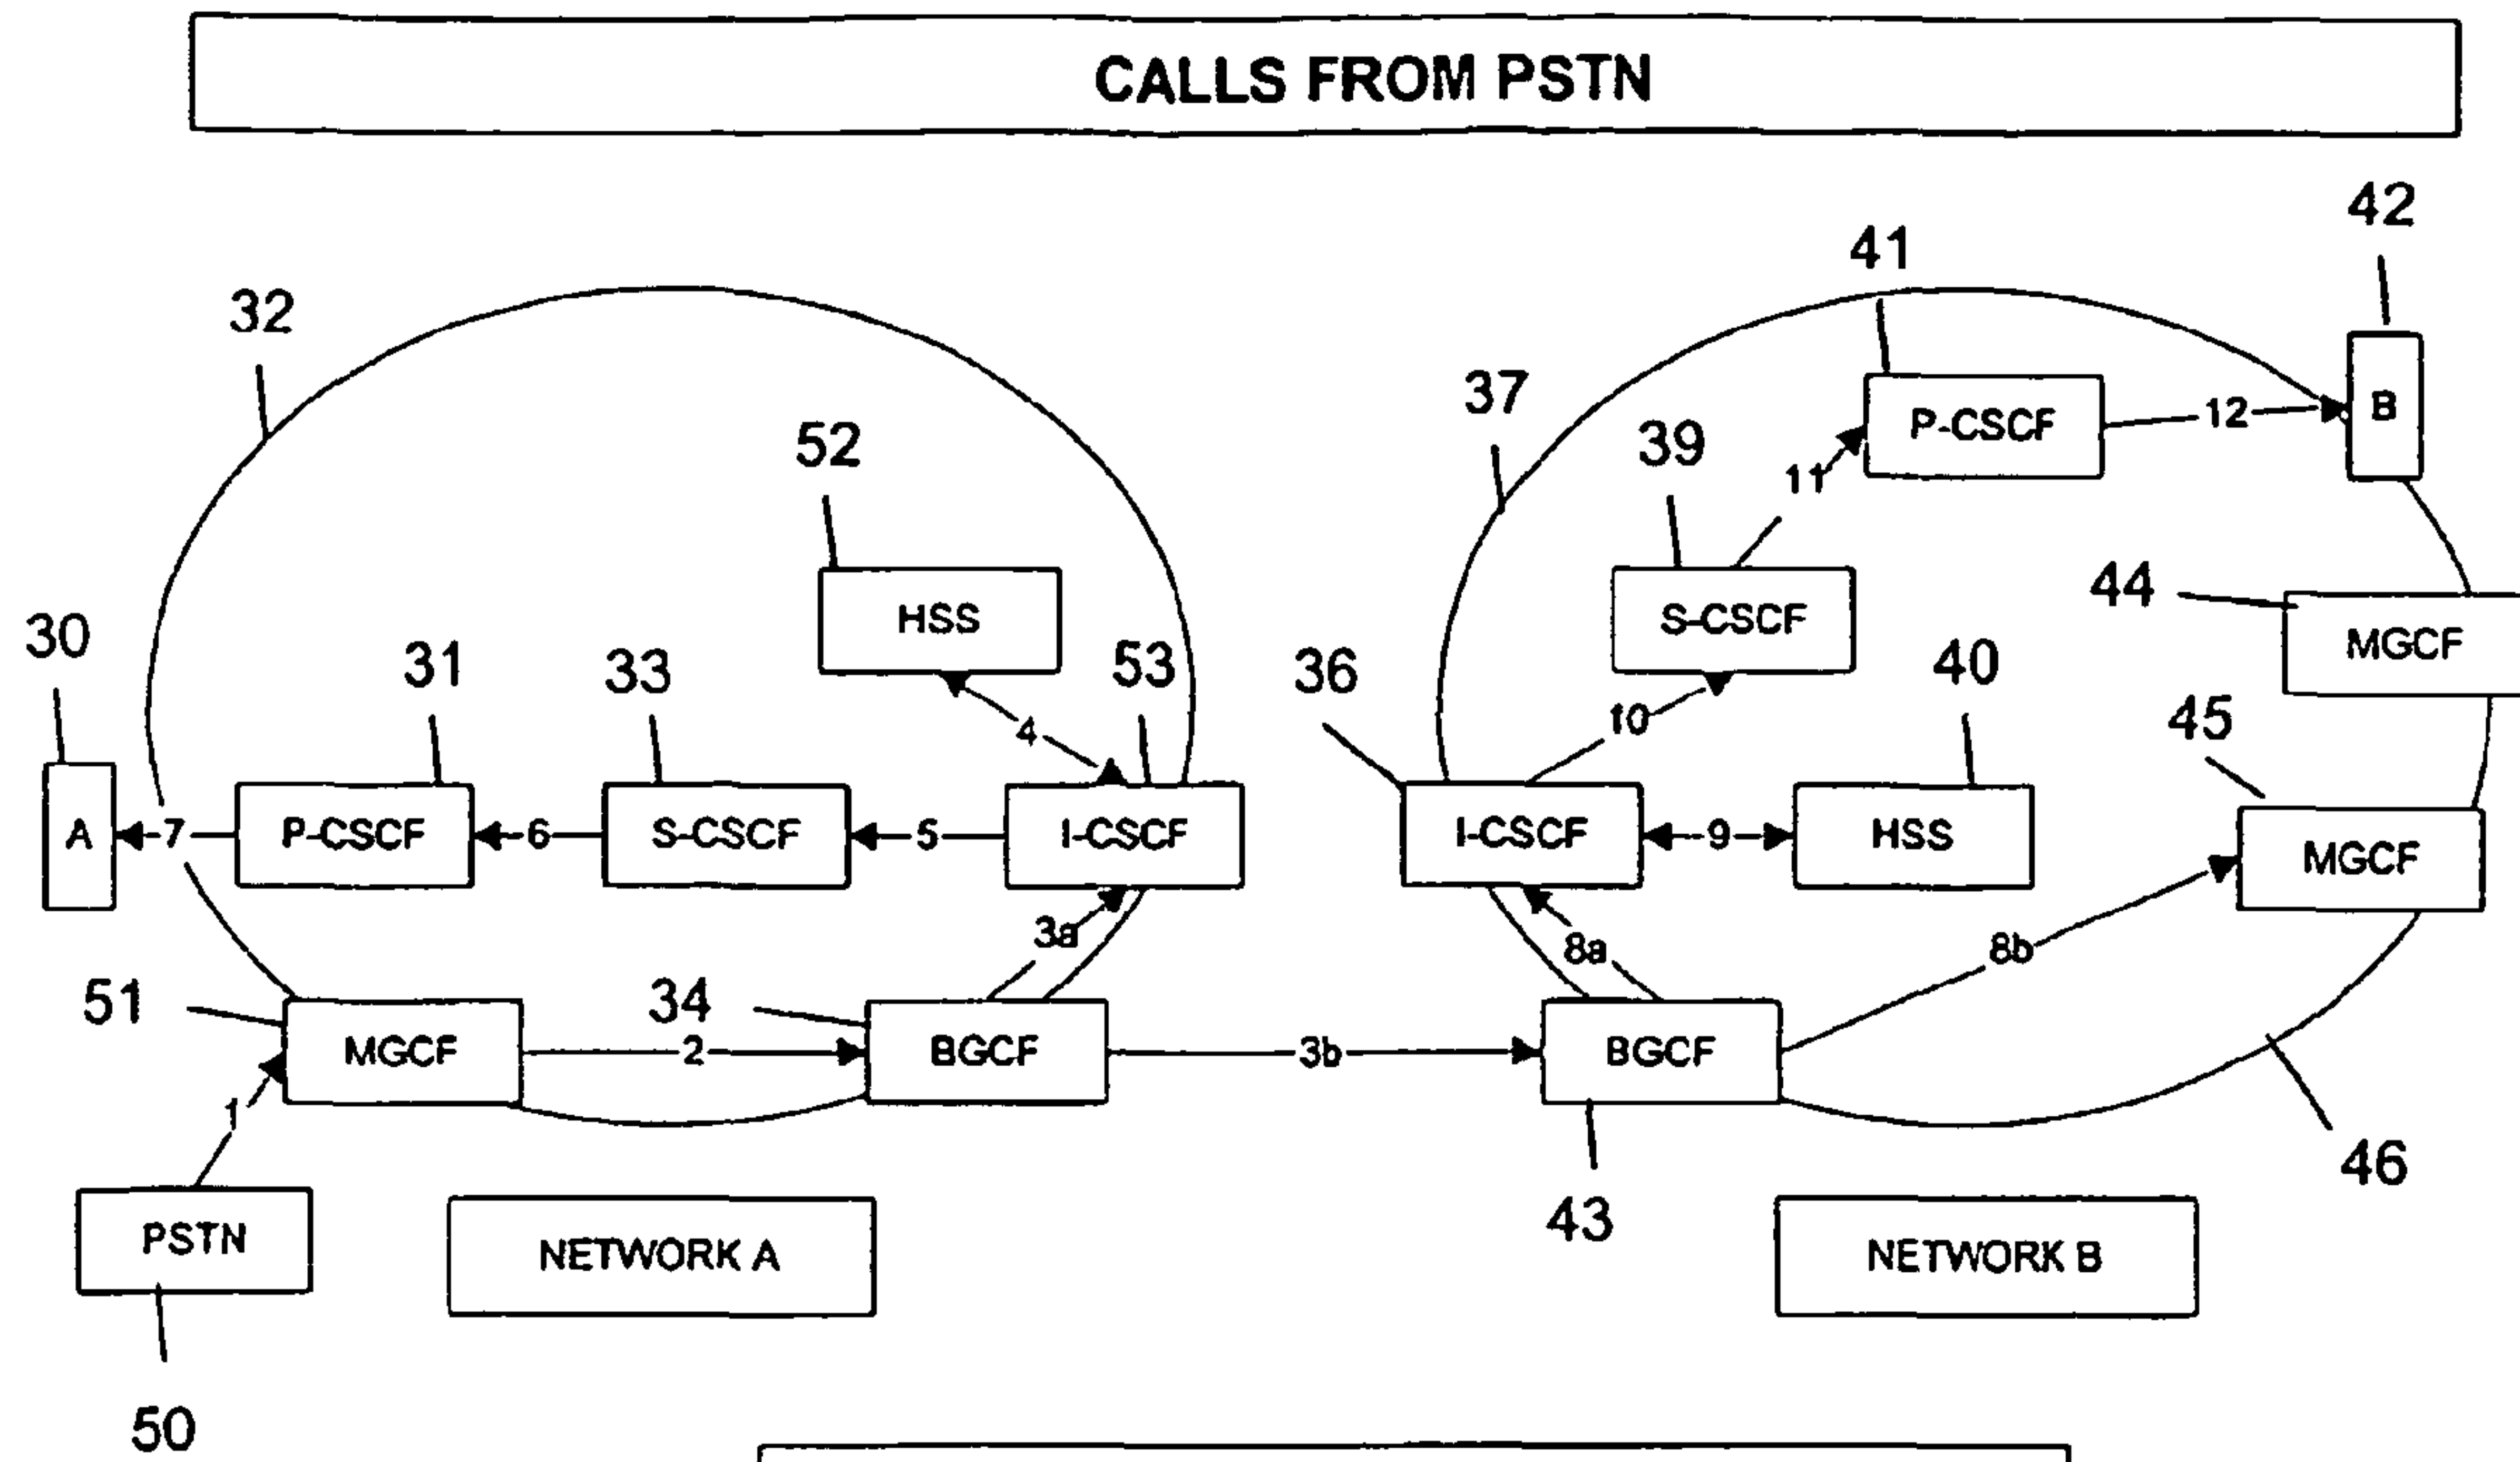 CALLS FROM PSTN
42
41
32
37
B
12
P-CSCF
39
52
11
44
HSS
S-CSCF
30
MGCF
31
33
53
36
40
10
4
45
A
7
P-CSCF
6
S-CSCF
5
I-CSCF
I-CSCF
9
HSS
MGCF
3a
8a
8b
51
34
MGCF
2
BGCF
3b
BGCF
1
46
43
PSTN
NETWORK A
NETWORK B
50